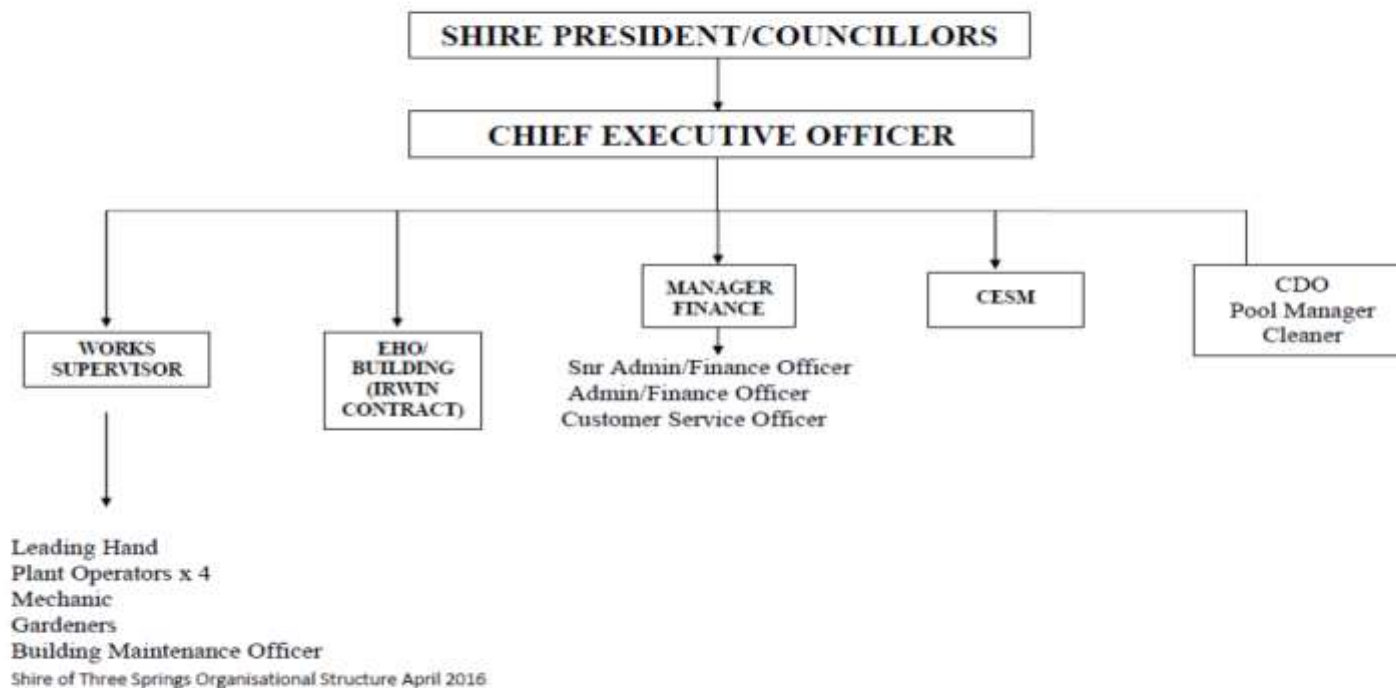 SHIRE PRESIDENT/COUNCILLORS
CHIEF EXECUTIVE OFFICER
WORKS
SUPERVISOR
EHO/
BUILDING
(IRWIN
CONTRACT)
MANAGER
FINANCE
CESM
CDO
Pool Manager
Cleaner
Snr Admin/Finance Officer
Admin/Finance Officer
Customer Service Officer
Leading Hand
Plant Operators x 4
Mechanic
Gardeners
Building Maintenance Officer
Shire of Three Springs Organisational Structure April 2016